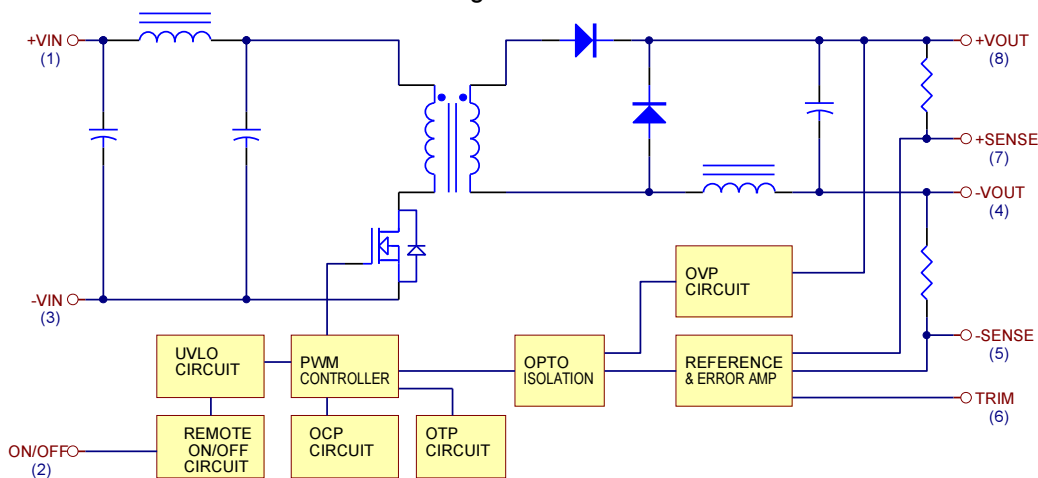 g
+VIN
(1)
+VOUT
(8)
+SENSE
(7)
-VOUT
(4)
-VIN
(3)
OVP
CIRCUIT
-SENSE
(5)
UVLO
CIRCUIT
PWM
CONTROLLER
OPTO
ISOLATION
REFERENCE
& ERROR AMP
TRIM
(6)
ON/OFF
(2)
REMOTE
ON/OFF
CIRCUIT
OCP
CIRCUIT
OTP
CIRCUIT